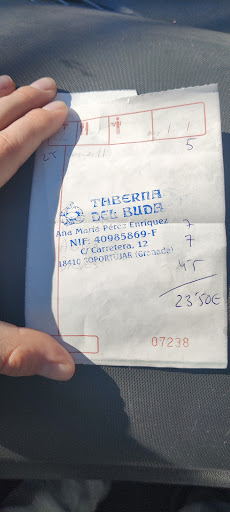 5
TABERNA
DEL BUDA
Ana María Pérez Enriquez
NIF: 40985869-F
C/ Carretera, 12
18410 SOPORTÚJAR (Granada)
7
7
4'5
23'50€
07238